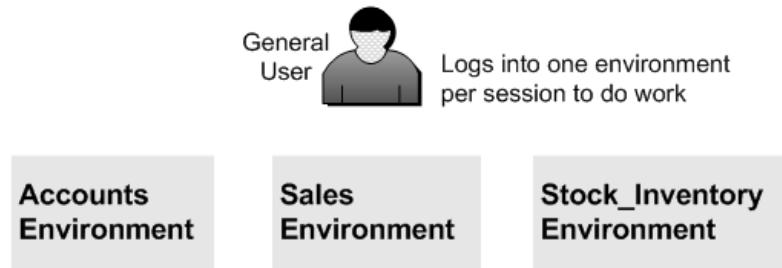 General
User
Logs into one environment
per session to do work
Accounts
Environment
Sales
Environment
Stock_Inventory
Environment